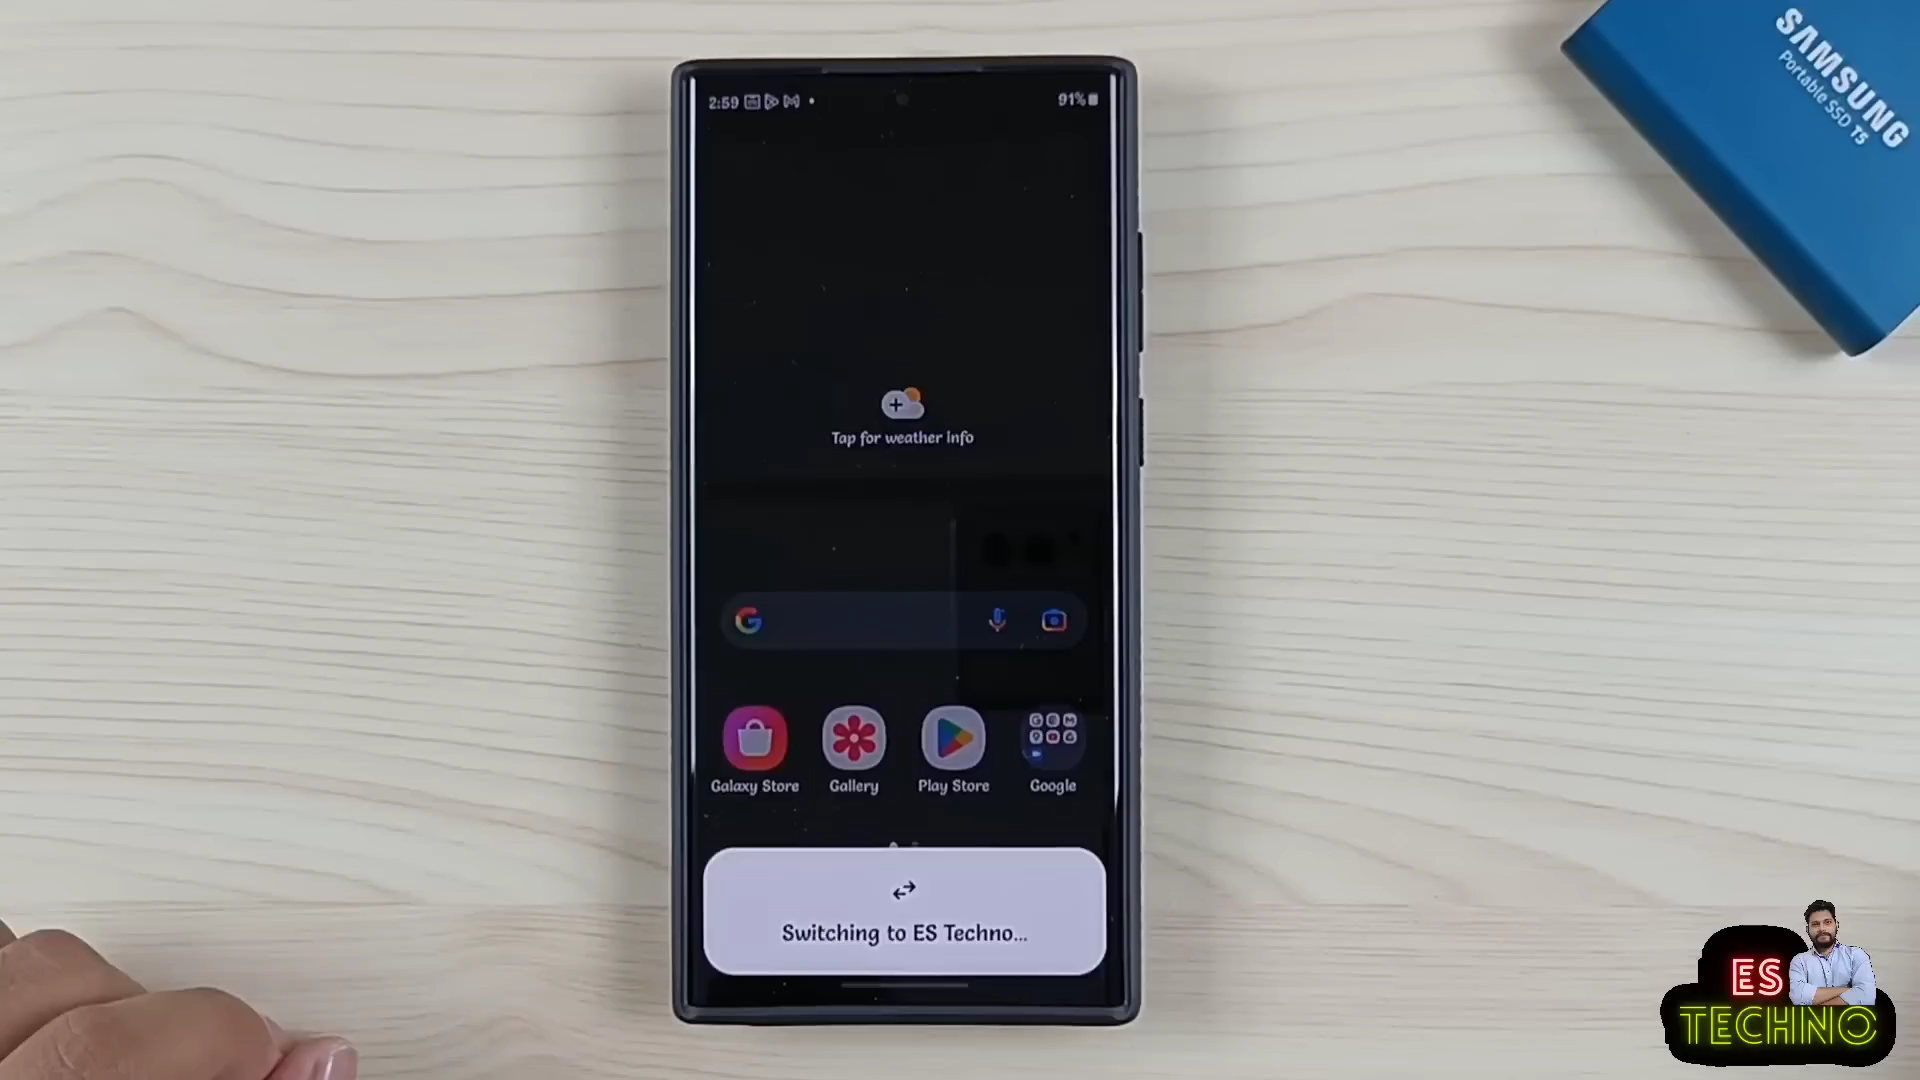 SAMSUNG
Portable SSD T5
2:59
91%
Tap for weather info
Galaxy Store
Gallery
Play Store
Google
Switching to ES Techno...
ES
TECHNO